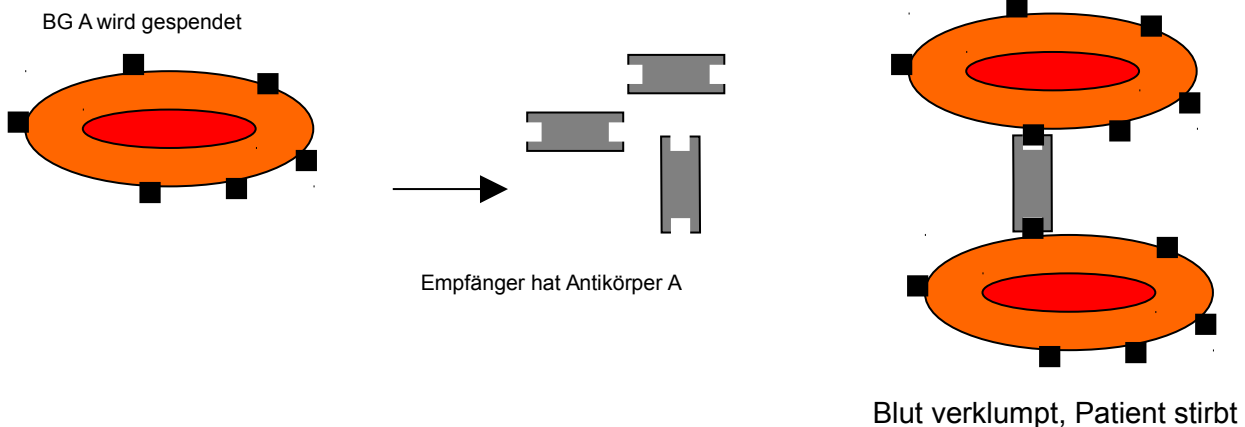 BG A wird gespendet
Empfänger hat Antikörper A
Blut verklumpt, Patient stirbt